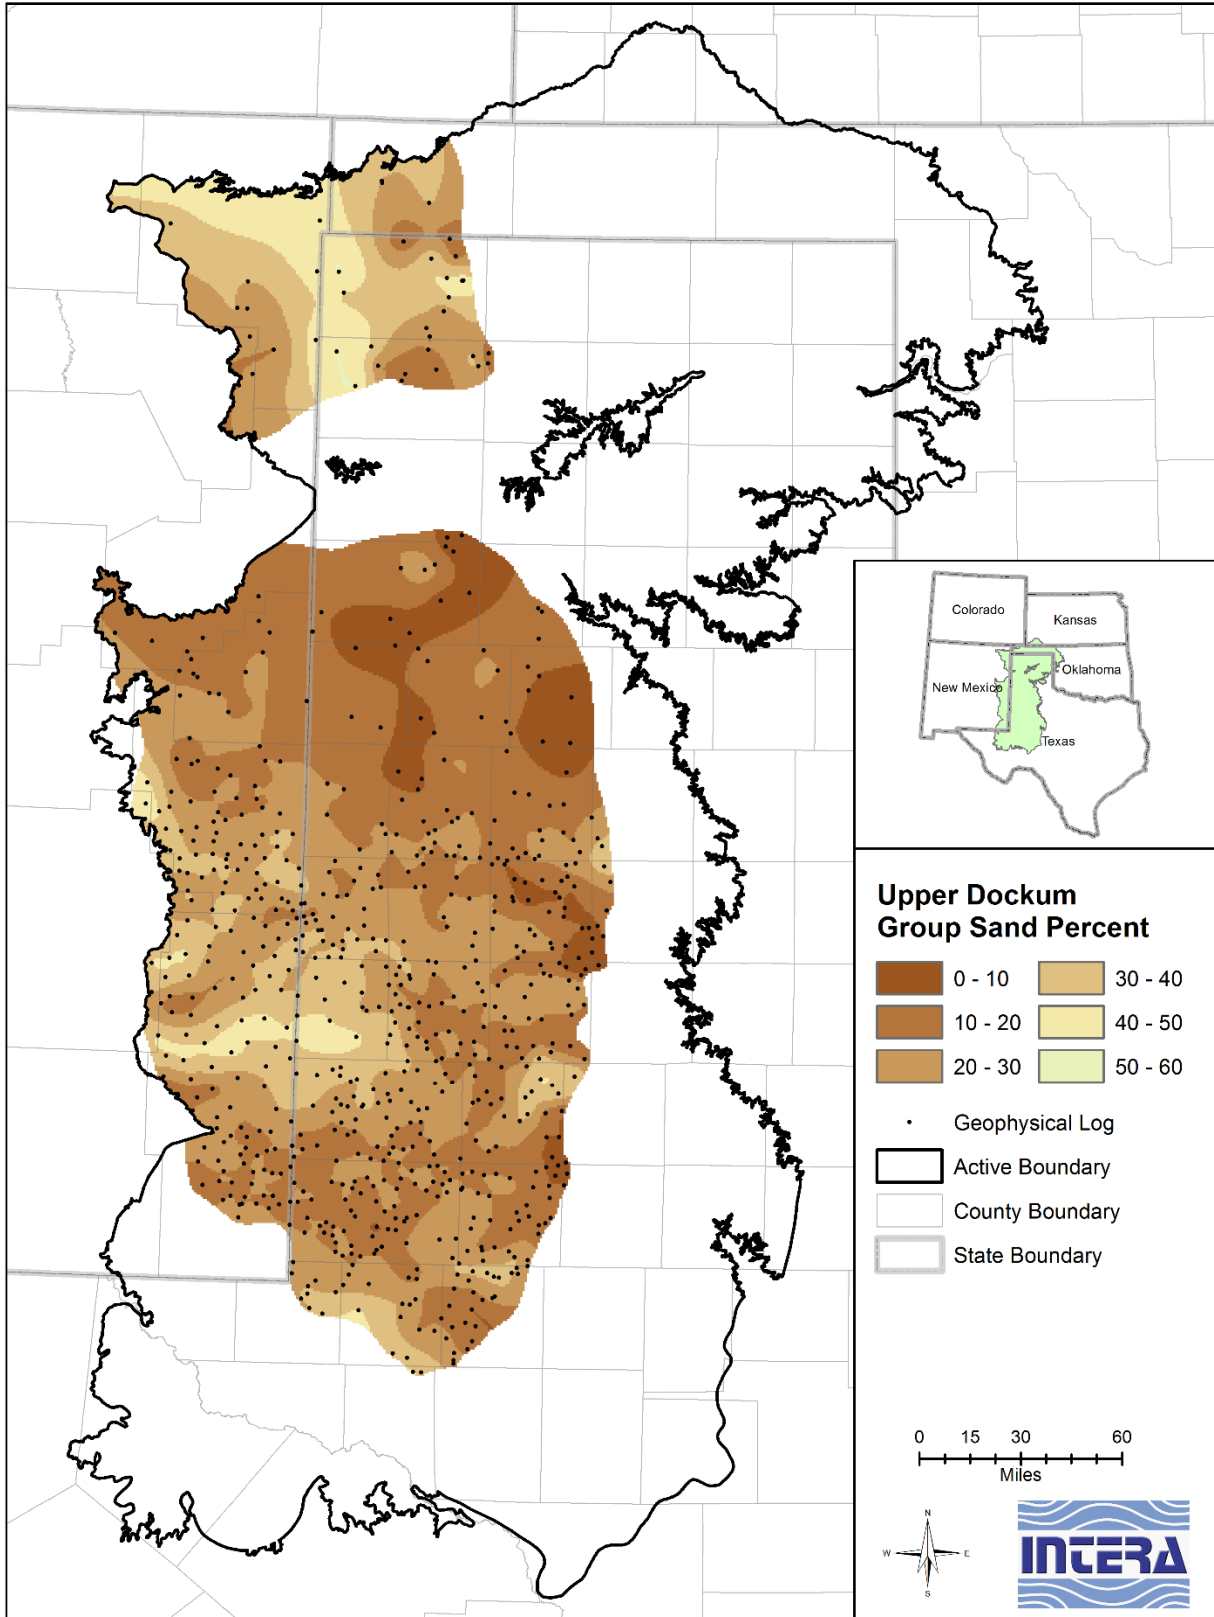 Colorado
Kansas
Oklahoma
New Mexico
Texas
Upper Dockum
Group Sand Percent
0 - 10
30 - 40
10 - 20
40 - 50
20 - 30
50 - 60
Geophysical Log
Active Boundary
County Boundary
State Boundary
0 15 30 60
Miles
N
W E
S
INTERA